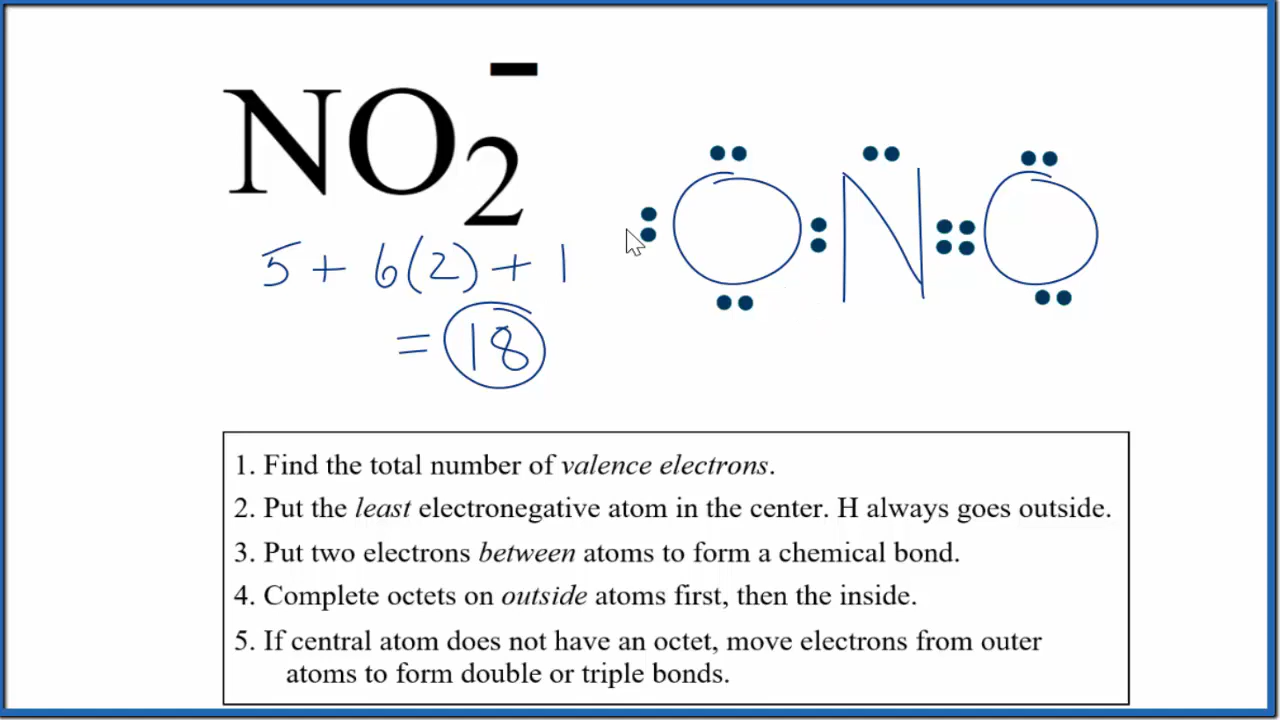 NO₂⁻
5 + 6(2) + 1
= 18
O N O
1. Find the total number of valence electrons.
2. Put the least electronegative atom in the center. H always goes outside.
3. Put two electrons between atoms to form a chemical bond.
4. Complete octets on outside atoms first, then the inside.
5. If central atom does not have an octet, move electrons from outer
atoms to form double or triple bonds.